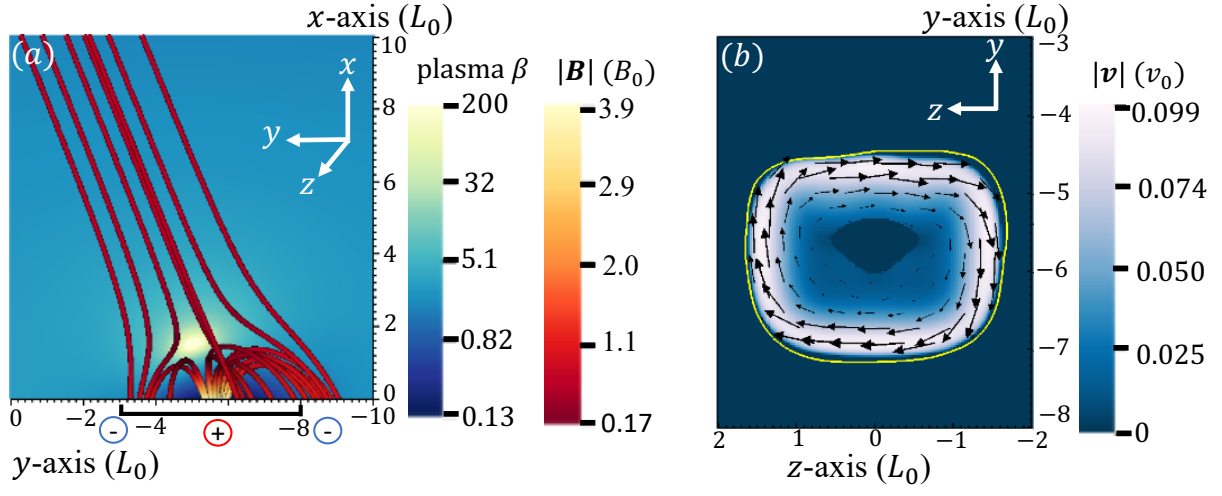 x-axis (L₀)
(a)
10
8
6
4
2
0
x
y
z
0
−2
−4
−6
−8
−10
-
+
-
y-axis (L₀)
plasma β
200
32
5.1
0.82
0.13
|B| (B₀)
3.9
2.9
2.0
1.1
0.17
y-axis (L₀)
(b)
y
z
−3
−4
−5
−6
−7
−8
2
1
0
−1
−2
z-axis (L₀)
|v| (v₀)
0.099
0.074
0.050
0.025
0